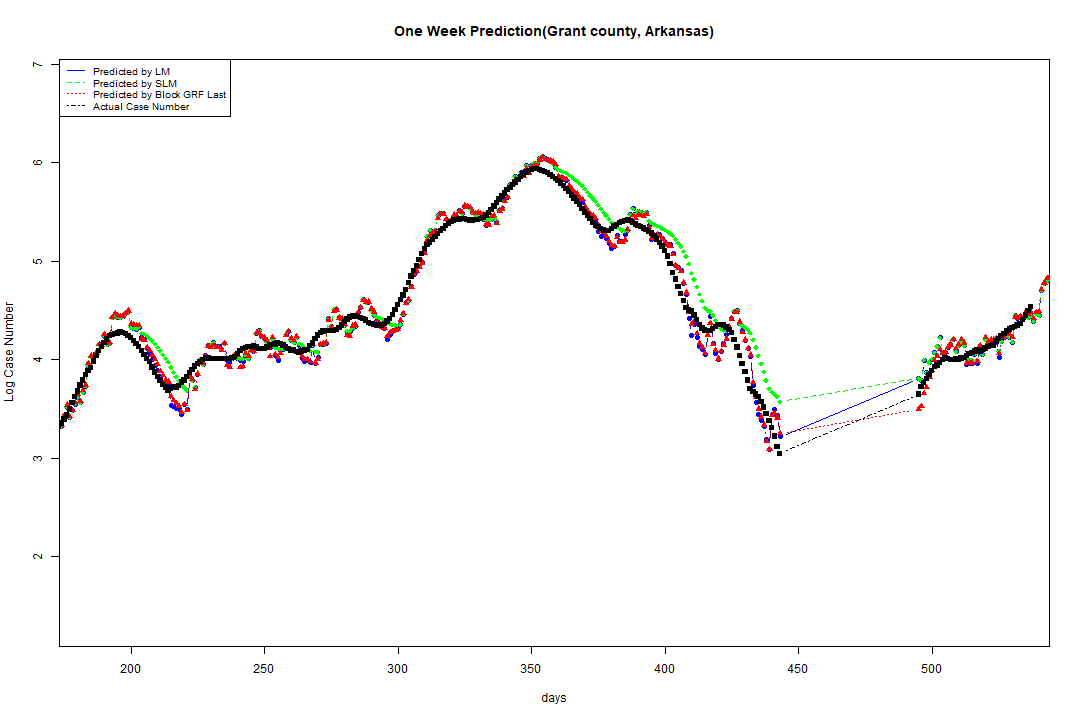 One Week Prediction(Grant county, Arkansas)
Predicted by LM
Predicted by SLM
Predicted by Block GRF Last
Actual Case Number
7
6
5
4
3
2
Log Case Number
200 250 300 350 400 450 500
days